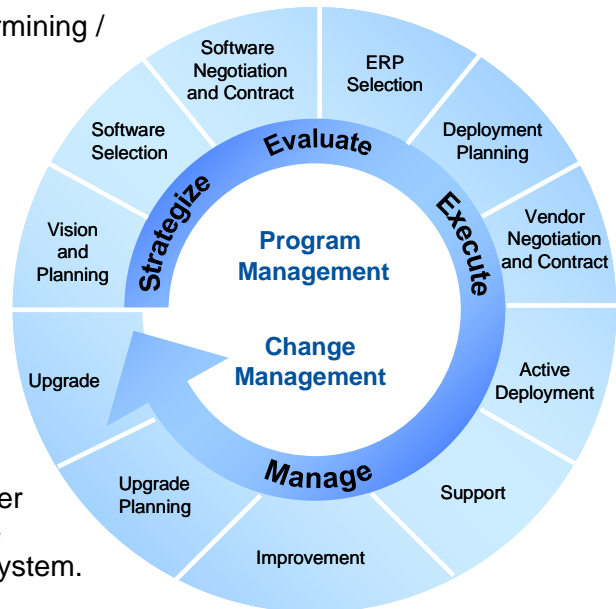 rmining /
Software
Negotiation
and Contract
ERP
Selection
Software
Selection
Deployment
Planning
Vision
and
Planning
Vendor
Negotiation
and Contract
Strategize
Evaluate
Execute
Manage
Program
Management
Change
Management
Upgrade
Active
Deployment
Upgrade
Planning
Support
Improvement
er
ystem.